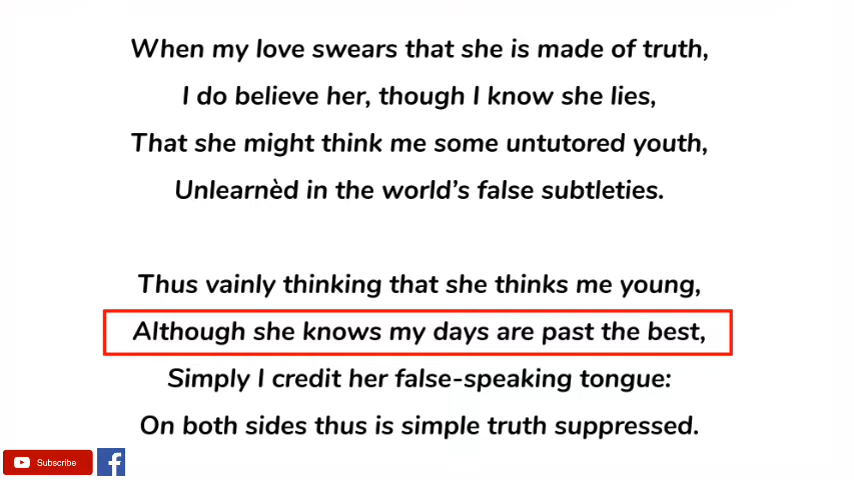 When my love swears that she is made of truth,
I do believe her, though I know she lies,
That she might think me some untutored youth,
Unlearnèd in the world's false subtleties.
Thus vainly thinking that she thinks me young,
Although she knows my days are past the best,
Simply I credit her false-speaking tongue:
On both sides thus is simple truth suppressed.
Subscribe